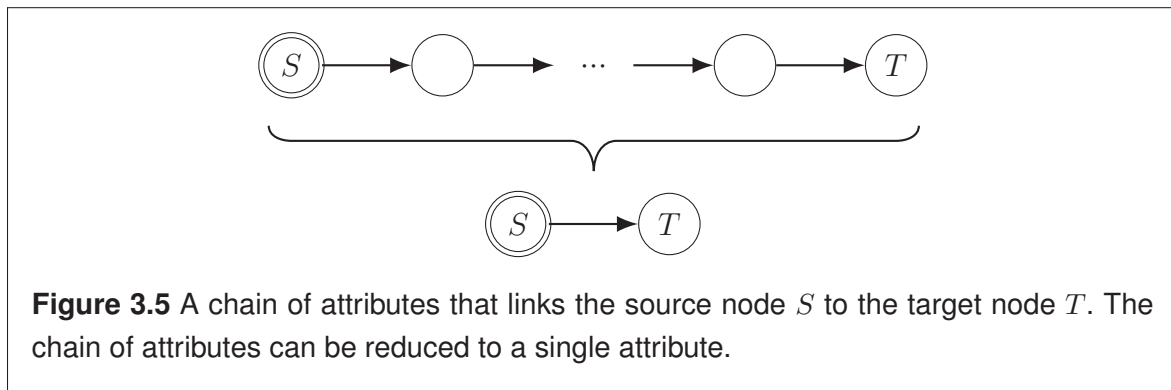 S ... T
S T
Figure 3.5 A chain of attributes that links the source node S to the target node T. The
chain of attributes can be reduced to a single attribute.